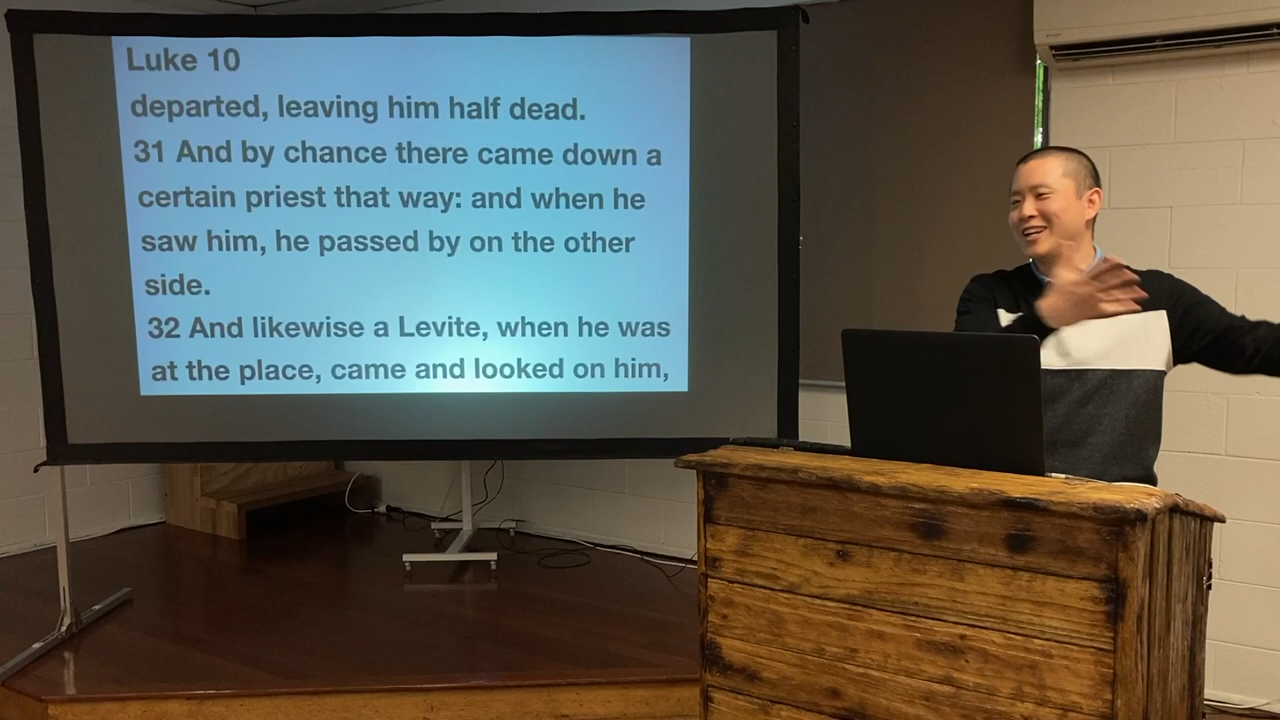 Luke 10
departed, leaving him half dead.
31 And by chance there came down a
certain priest that way: and when he
saw him, he passed by on the other
side.
32 And likewise a Levite, when he was
at the place, came and looked on him,